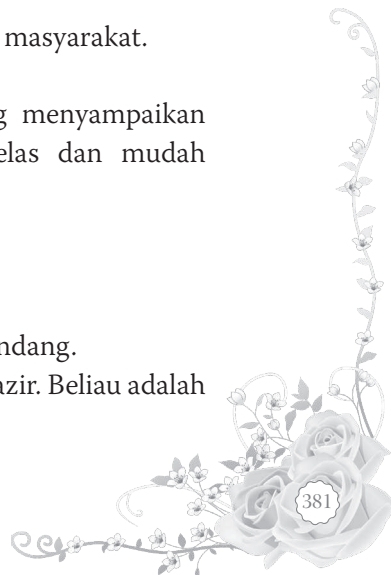 masyarakat.
g menyampaikan
elas dan mudah
ndang.
azir. Beliau adalah
381